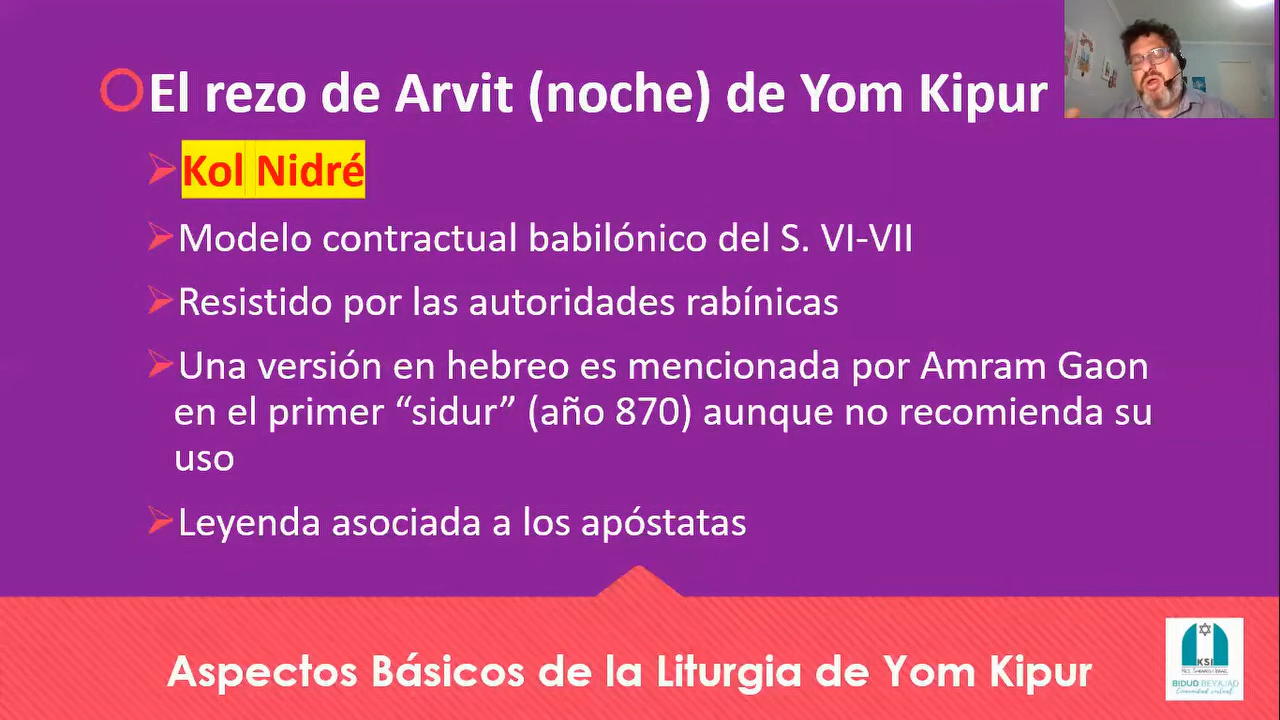 El rezo de Arvit (noche) de Yom Kipur
Kol Nidré
Modelo contractual babilónico del S. VI-VII
Resistido por las autoridades rabínicas
Una versión en hebreo es mencionada por Amram Gaon
en el primer “sidur” (año 870) aunque no recomienda su
uso
Leyenda asociada a los apóstatas
Aspectos Básicos de la Liturgia de Yom Kipur
KSI
BIDUD BEYAJAD
Comunidad virtual